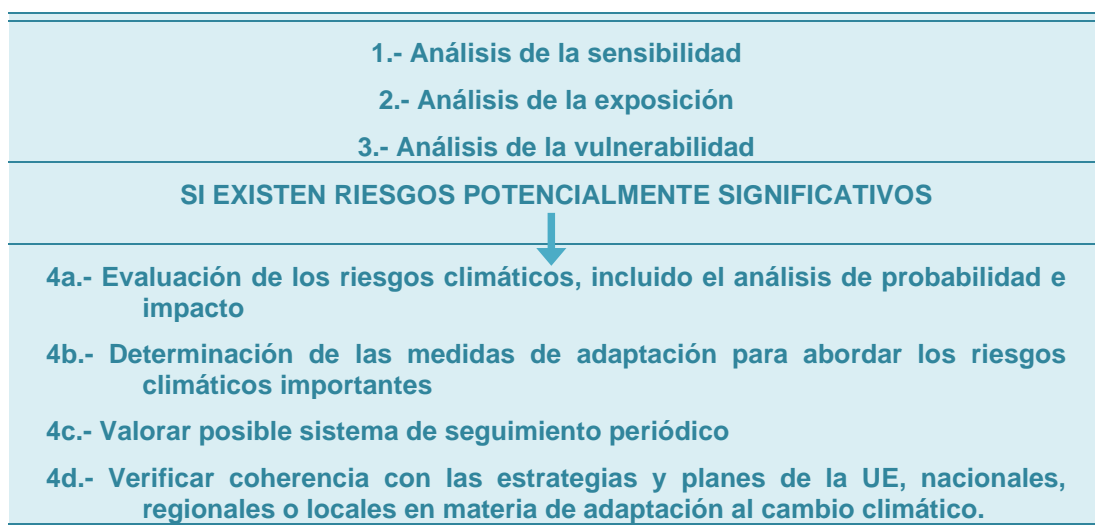 1.- Análisis de la sensibilidad
2.- Análisis de la exposición
3.- Análisis de la vulnerabilidad
SI EXISTEN RIESGOS POTENCIALMENTE SIGNIFICATIVOS
4a.- Evaluación de los riesgos climáticos, incluido el análisis de probabilidad e
impacto
4b.- Determinación de las medidas de adaptación para abordar los riesgos
climáticos importantes
4c.- Valorar posible sistema de seguimiento periódico
4d.- Verificar coherencia con las estrategias y planes de la UE, nacionales,
regionales o locales en materia de adaptación al cambio climático.